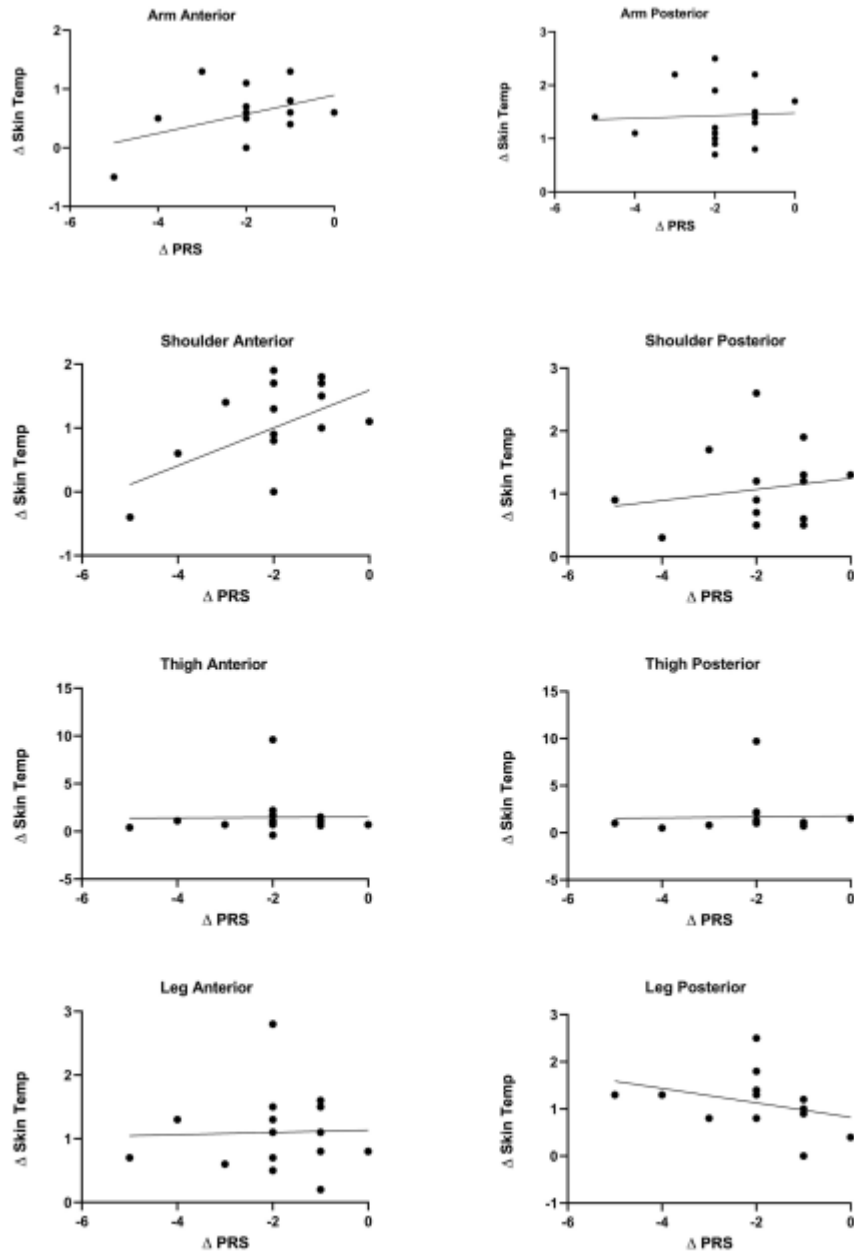 Arm Anterior
Δ Skin Temp
2
1
0
-1
-6
-4
-2
0
Δ PRS
Arm Posterior
Δ Skin Temp
3
2
1
0
-6
-4
-2
0
Δ PRS
Shoulder Anterior
Δ Skin Temp
2
1
0
-1
-6
-4
-2
0
Δ PRS
Shoulder Posterior
Δ Skin Temp
3
2
1
0
-6
-4
-2
0
Δ PRS
Thigh Anterior
Δ Skin Temp
15
10
5
0
-5
-6
-4
-2
0
Δ PRS
Thigh Posterior
Δ Skin Temp
15
10
5
0
-5
-6
-4
-2
0
Δ PRS
Leg Anterior
Δ Skin Temp
3
2
1
0
-6
-4
-2
0
Δ PRS
Leg Posterior
Δ Skin Temp
3
2
1
0
-1
-6
-4
-2
0
Δ PRS